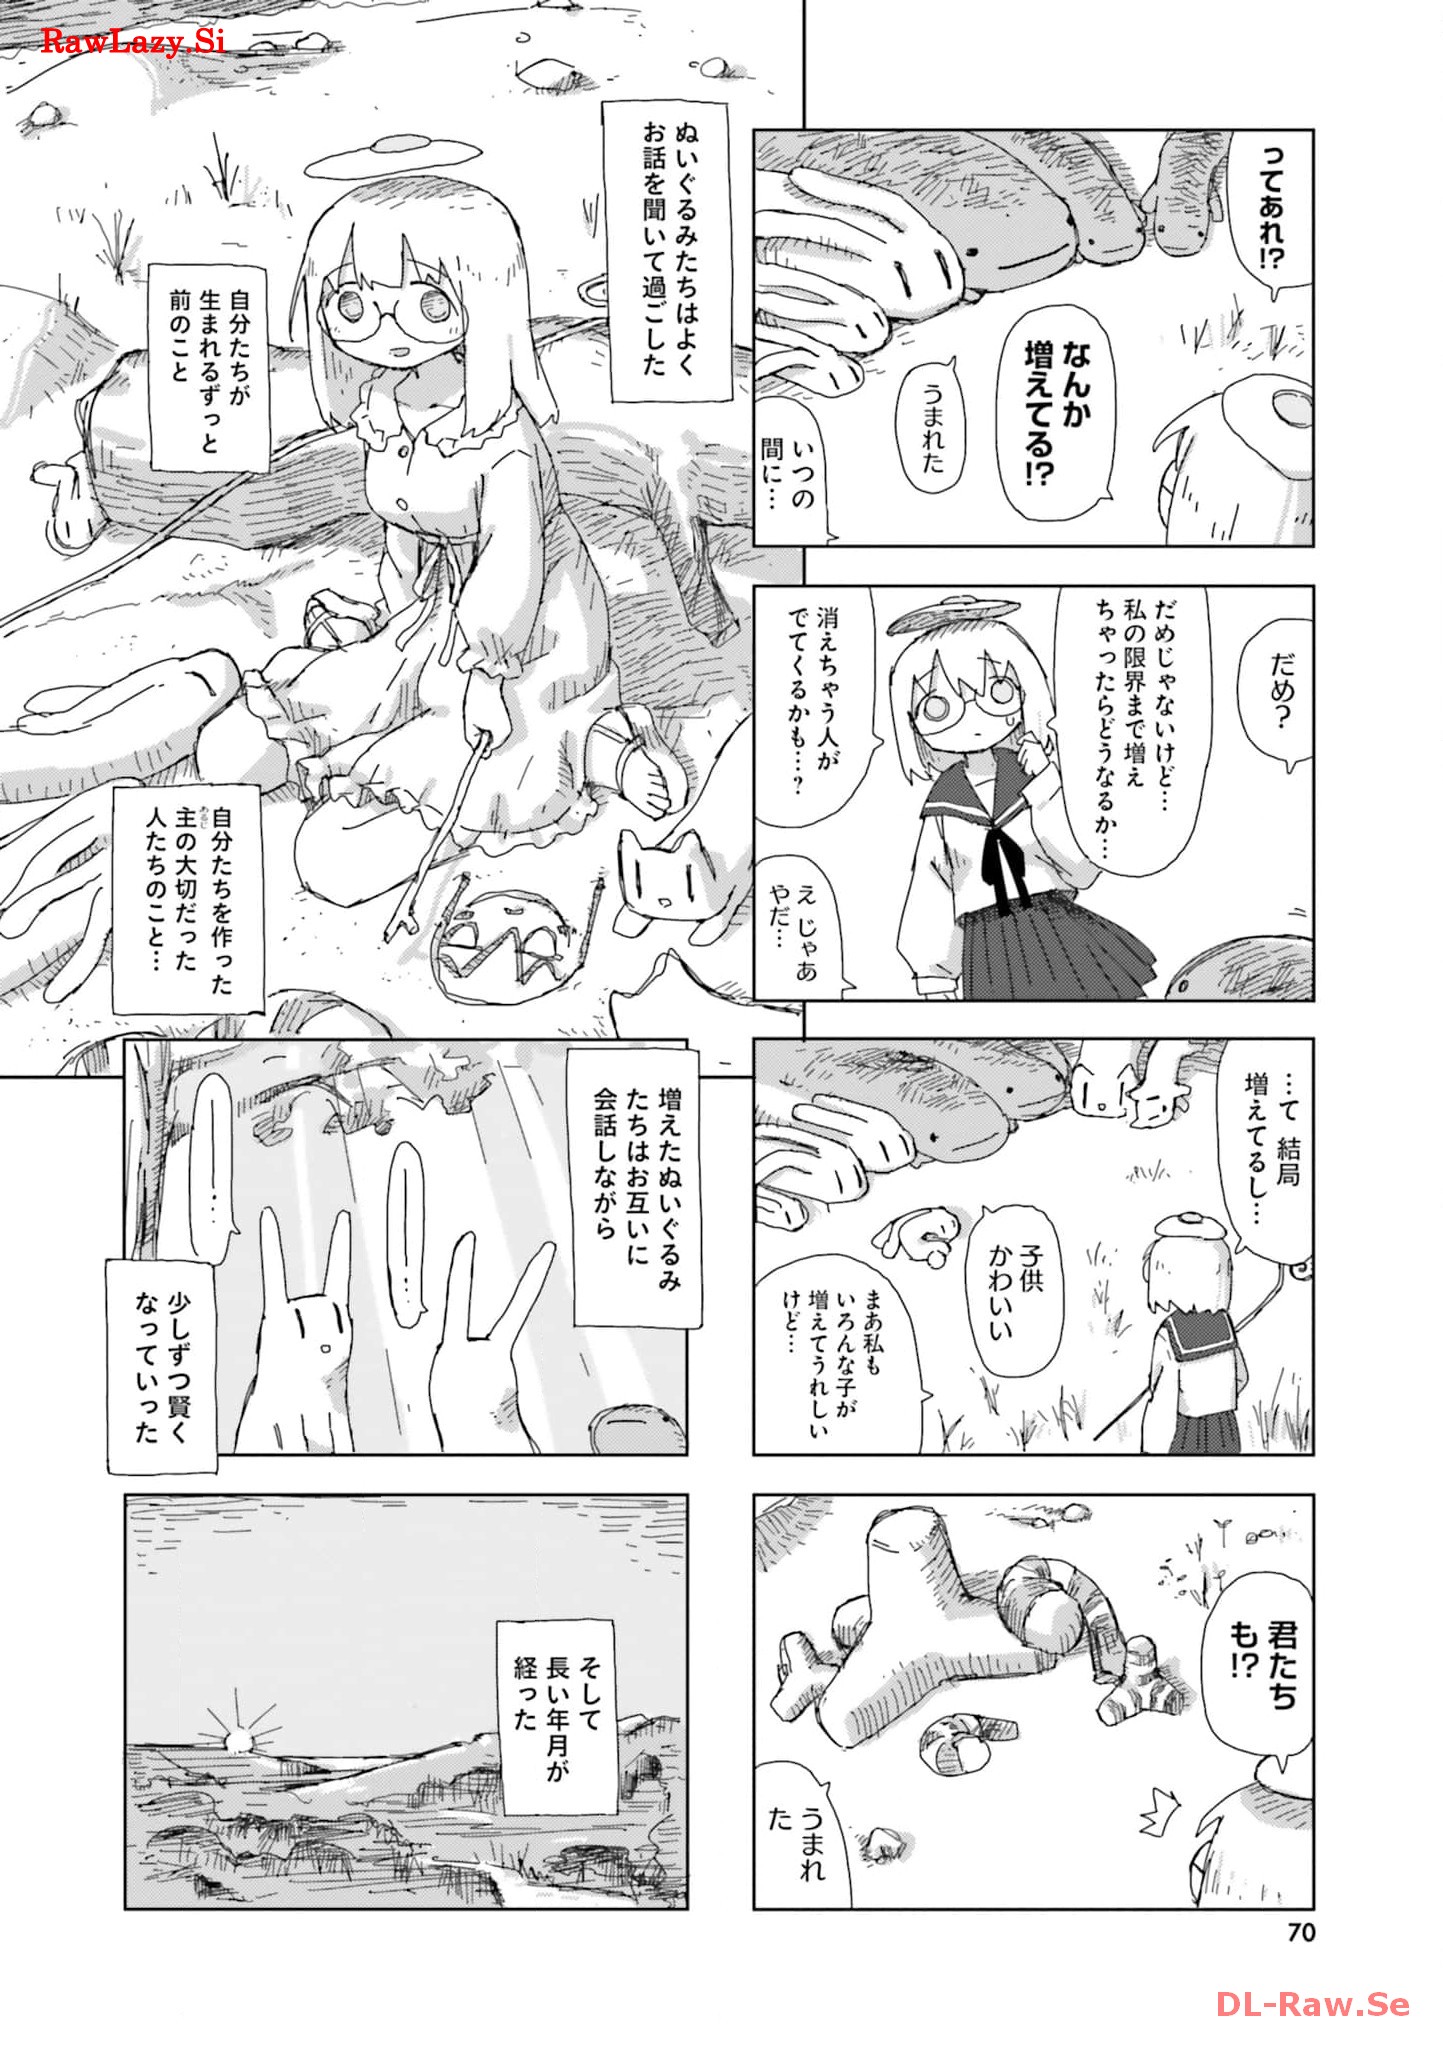 RawLazy.Si
ってあれ!?
なんか
増えてる!?
うまれた
いつの
間に…
だめ?
だめじゃないけど…
私の限界まで増え
ちゃったらどうなるか…
消えちゃう人が
でてくるかも…?
え じゃあ
やだ…
…て 結局
増えてるし…
子供
かわいい
まあ私も
いろんな子が
増えてうれしい
けど…
君たち
も!?
うまれ
た
ぬいぐるみたちはよく
お話を聞いて過ごした
自分たちが
生まれるずっと
前のこと
自分たちを作った
主の大切だった
あるじ
人たちのこと…
増えたぬいぐるみ
たちはお互いに
会話しながら
…
……
少しずつ賢く
なっていった
そして
長い年月が
経った
70
DL-Raw.Se